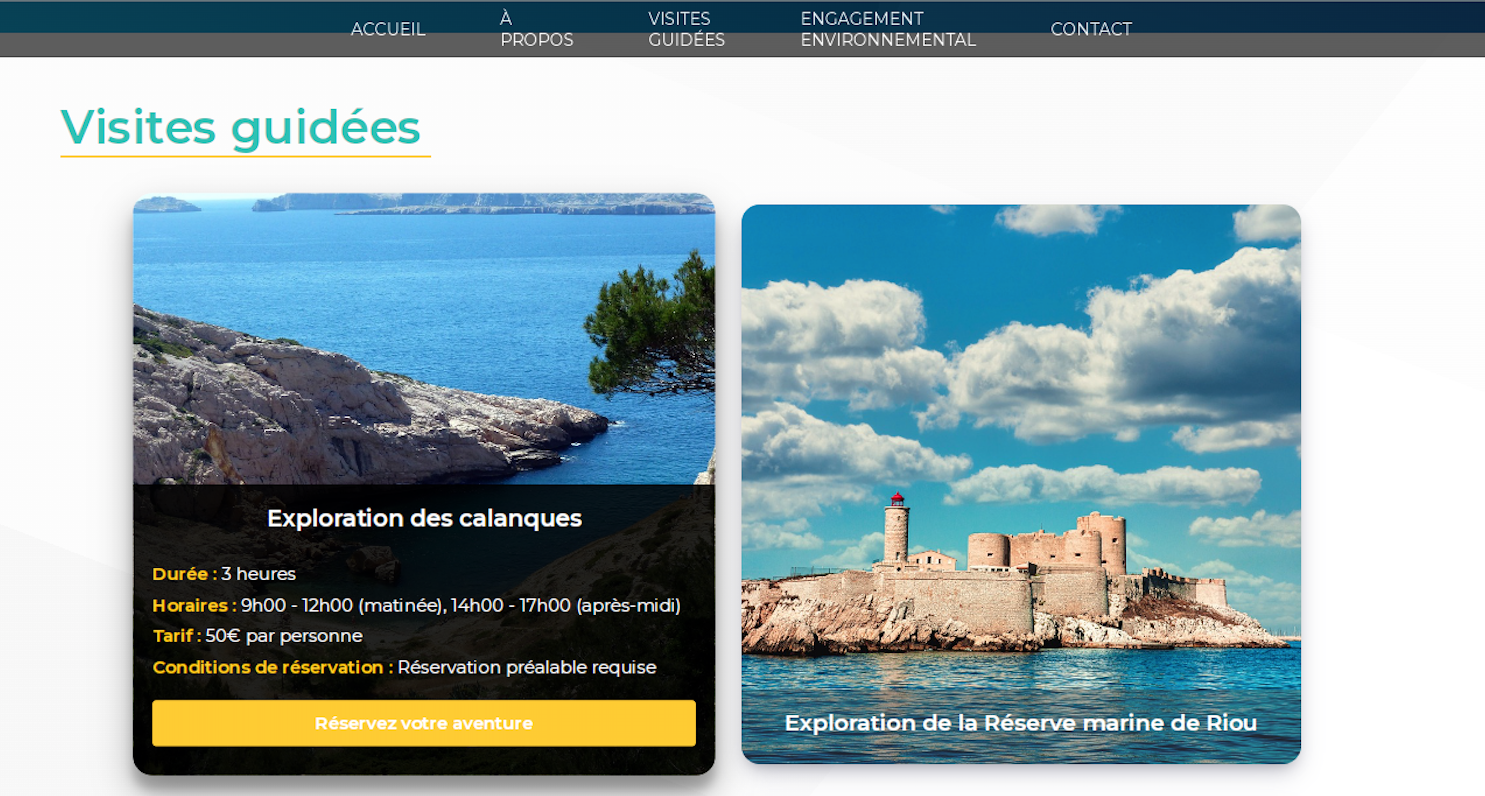 ACCUEIL
À
PROPOS
VISITES
GUIDÉES
ENGAGEMENT
ENVIRONNEMENTAL
CONTACT
Visites guidées
Exploration des calanques
Durée : 3 heures
Horaires : 9h00 - 12h00 (matinée), 14h00 - 17h00 (après-midi)
Tarif : 50€ par personne
Conditions de réservation : Réservation préalable requise
Réservez votre aventure
Exploration de la Réserve marine de Riou